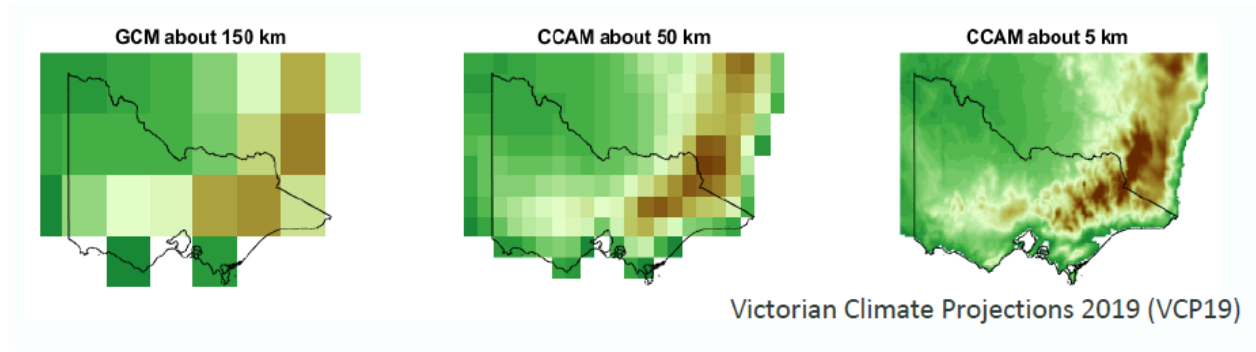 GCM about 150 km
CCAM about 50 km
CCAM about 5 km
Victorian Climate Projections 2019 (VCP19)